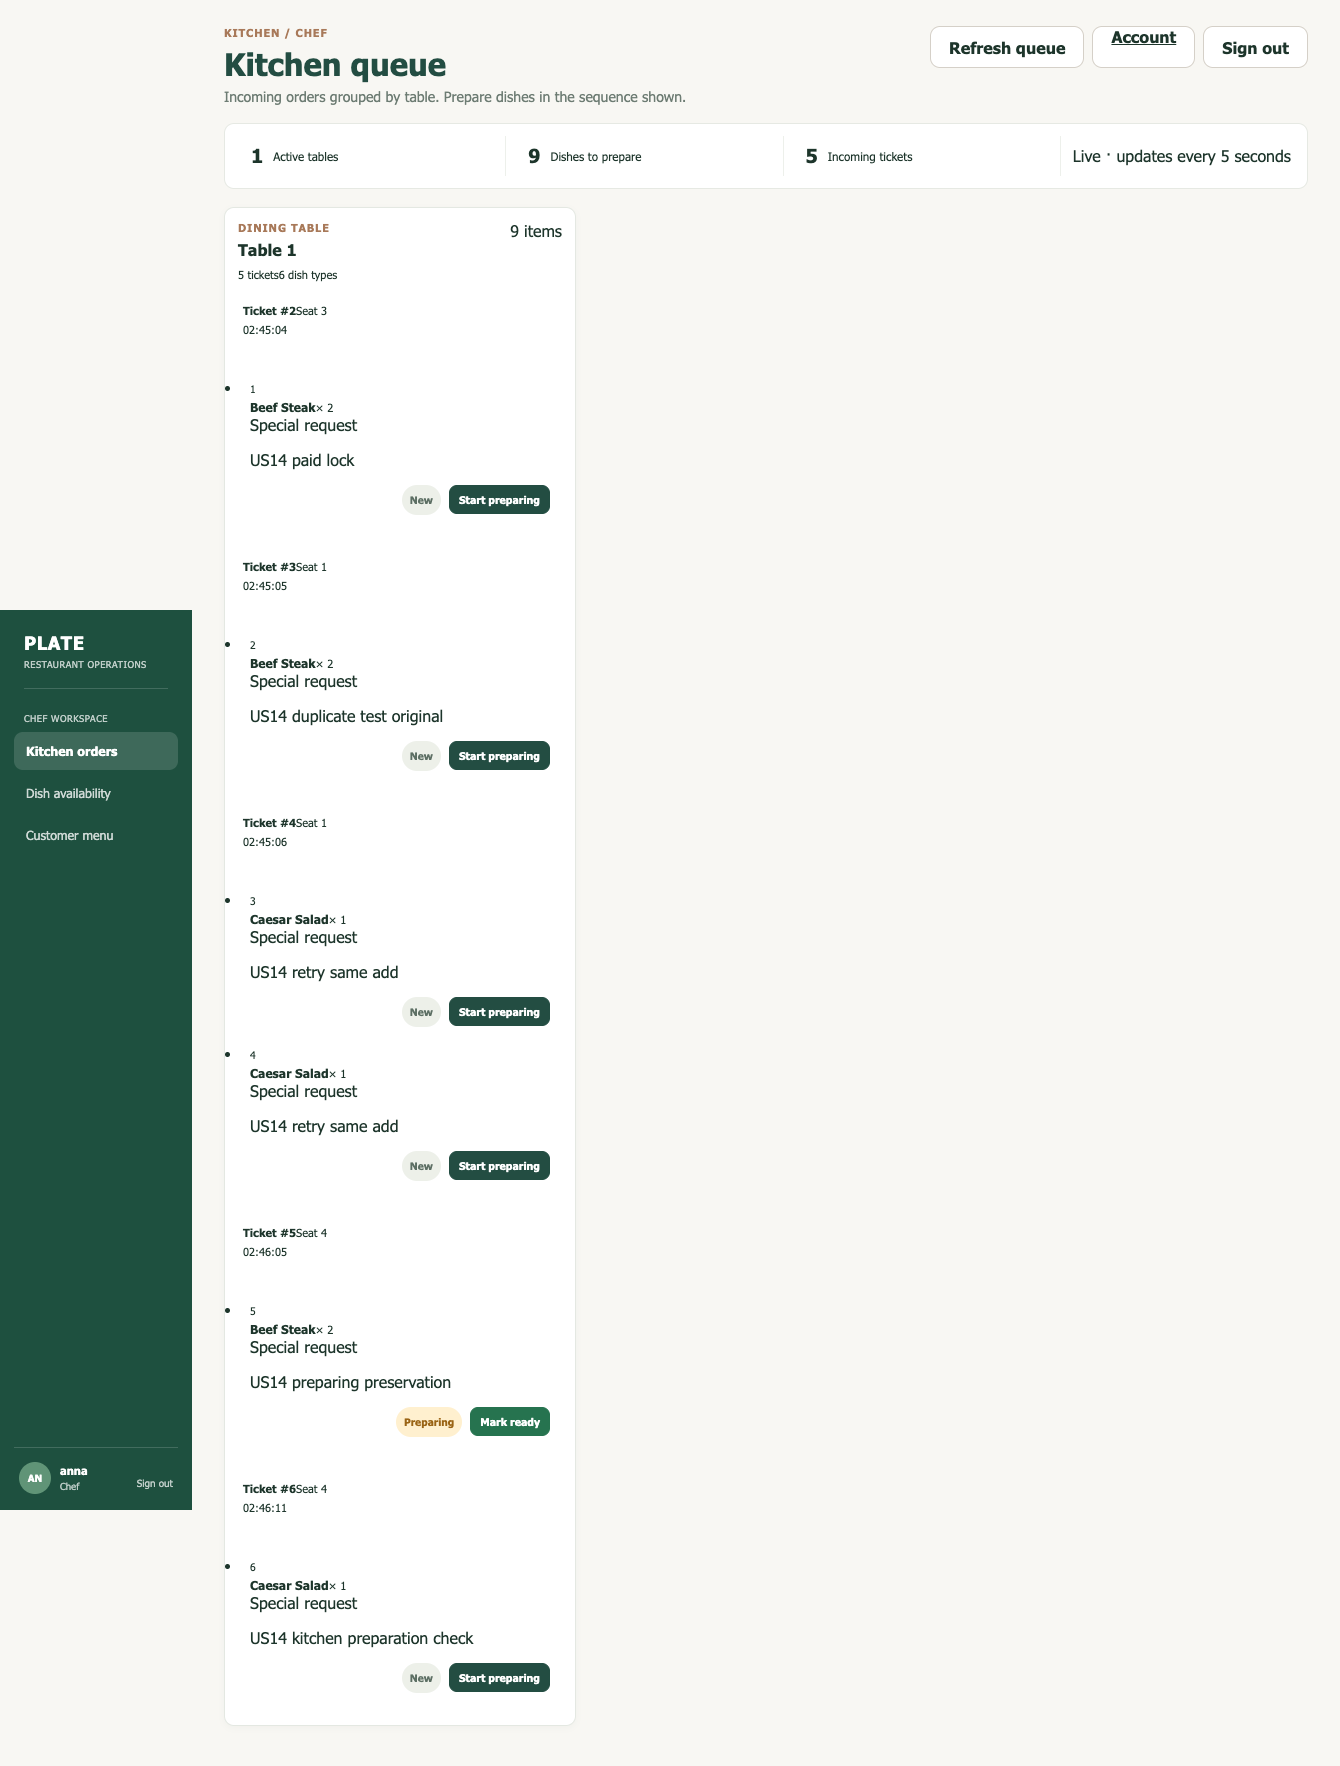 KITCHEN / CHEF
Kitchen queue
Incoming orders grouped by table. Prepare dishes in the sequence shown.
Refresh queue
Account
Sign out
1 Active tables
9 Dishes to prepare
5 Incoming tickets
Live · updates every 5 seconds
DINING TABLE
Table 1
9 items
5 tickets6 dish types
Ticket #2Seat 3
02:45:04
• 1
Beef Steak× 2
Special request
US14 paid lock
New Start preparing
Ticket #3Seat 1
02:45:05
• 2
Beef Steak× 2
Special request
US14 duplicate test original
New Start preparing
Ticket #4Seat 1
02:45:06
• 3
Caesar Salad× 1
Special request
US14 retry same add
New Start preparing
• 4
Caesar Salad× 1
Special request
US14 retry same add
New Start preparing
Ticket #5Seat 4
02:46:05
• 5
Beef Steak× 2
Special request
US14 preparing preservation
Preparing Mark ready
Ticket #6Seat 4
02:46:11
• 6
Caesar Salad× 1
Special request
US14 kitchen preparation check
New Start preparing
PLATE
RESTAURANT OPERATIONS
CHEF WORKSPACE
Kitchen orders
Dish availability
Customer menu
AN
anna
Chef
Sign out